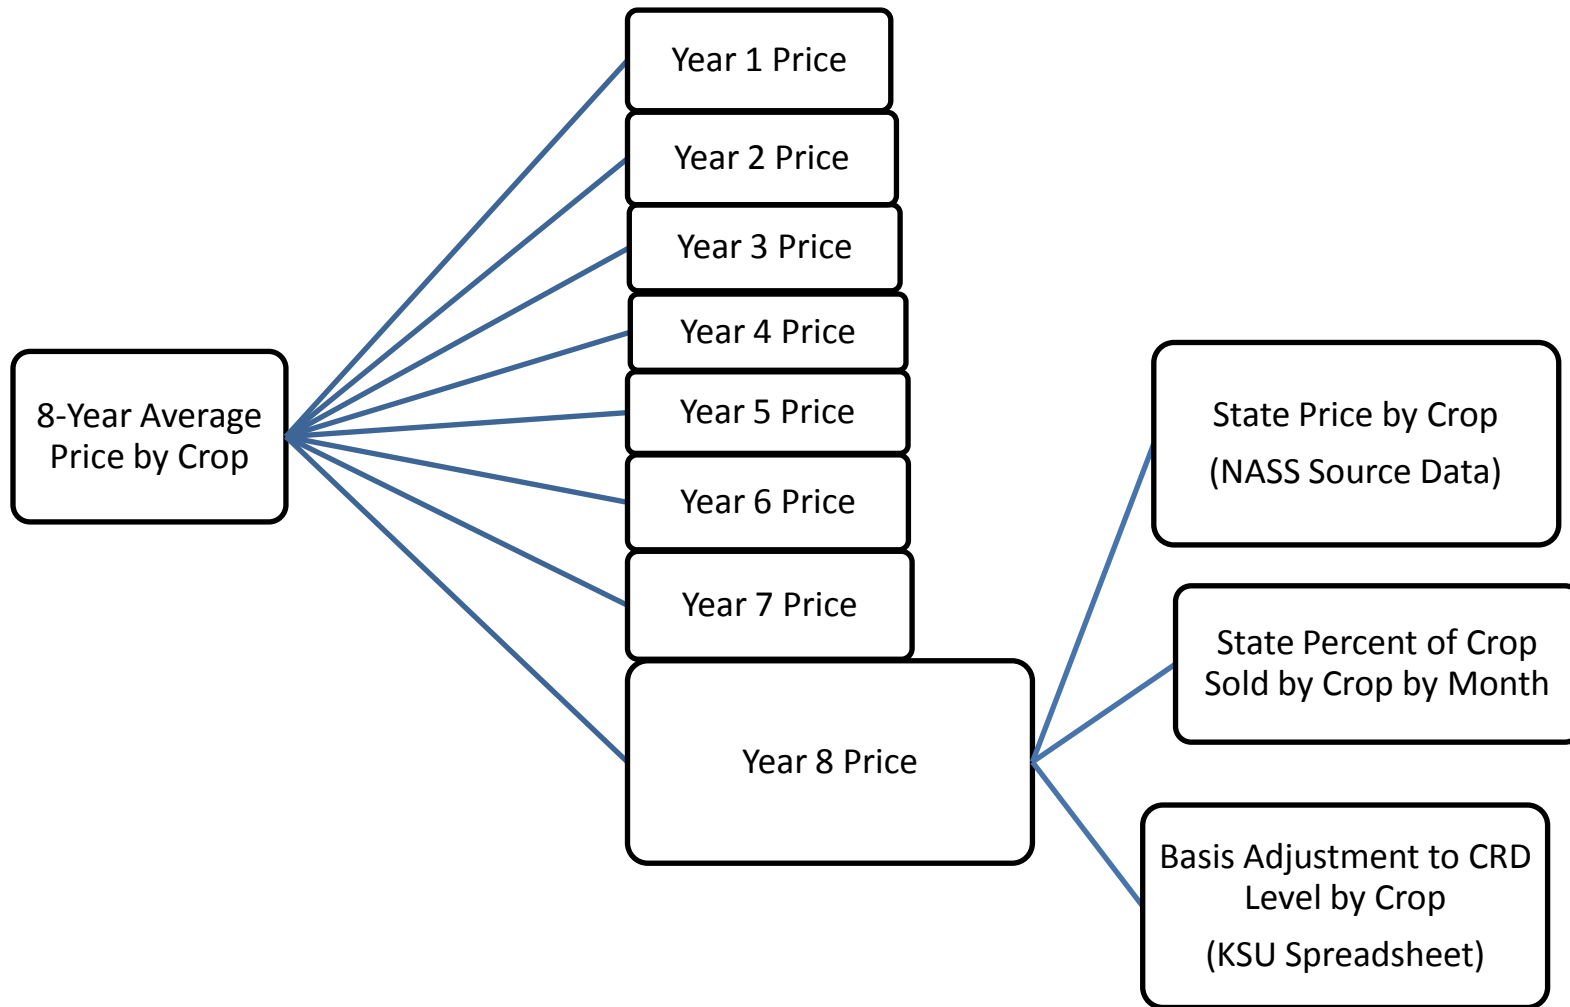 8-Year Average
Price by Crop
Year 1 Price
Year 2 Price
Year 3 Price
Year 4 Price
Year 5 Price
Year 6 Price
Year 7 Price
Year 8 Price
State Price by Crop
(NASS Source Data)
State Percent of Crop
Sold by Crop by Month
Basis Adjustment to CRD
Level by Crop
(KSU Spreadsheet)